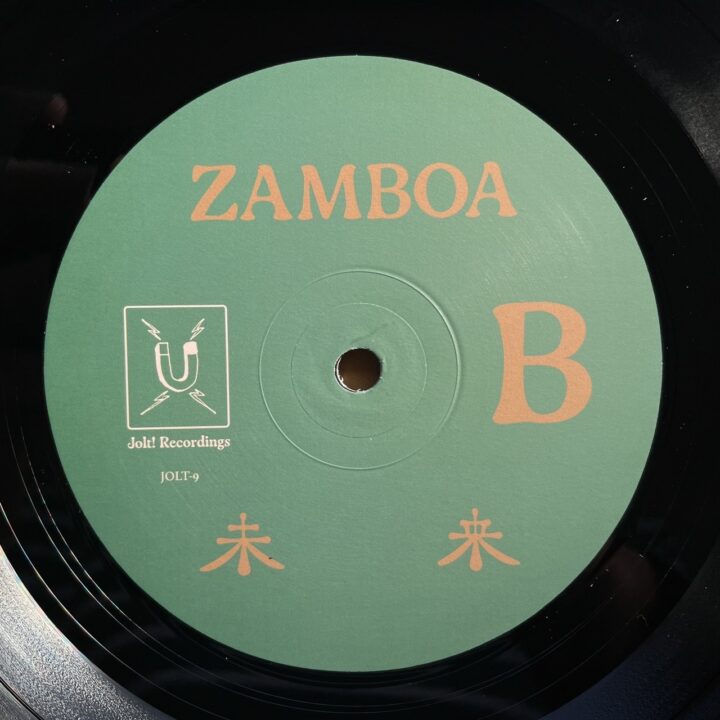 ZAMBOA
B
Jolt! Recordings
JOLT-9
未 来